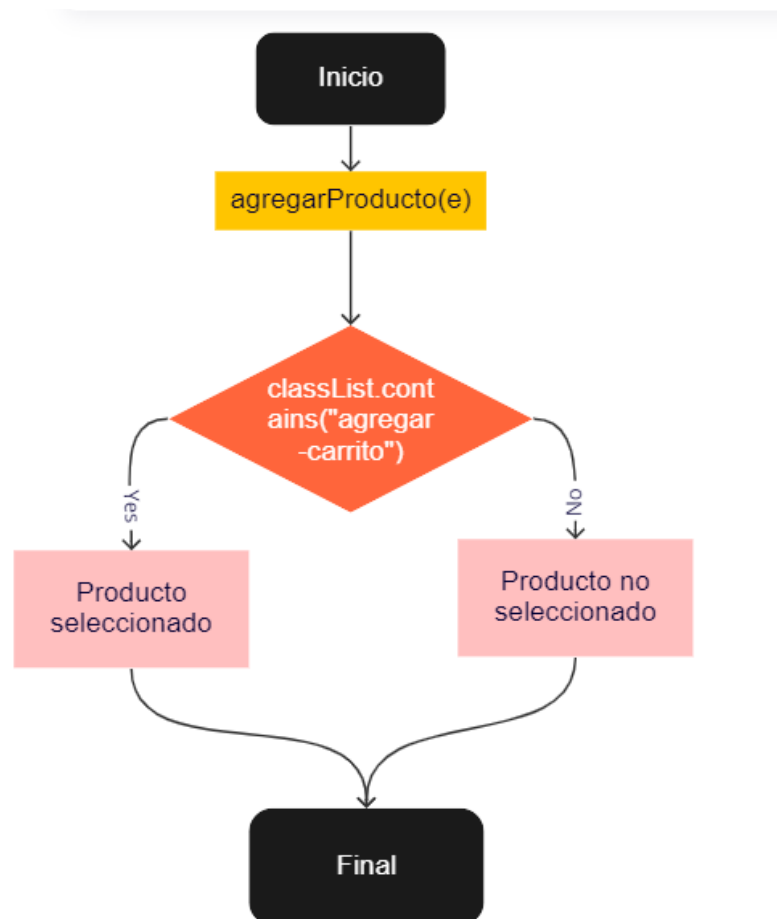 Inicio
agregarProducto(e)
classList.cont
ains("agregar
-carrito")
Yes
No
Producto
seleccionado
Producto no
seleccionado
Final